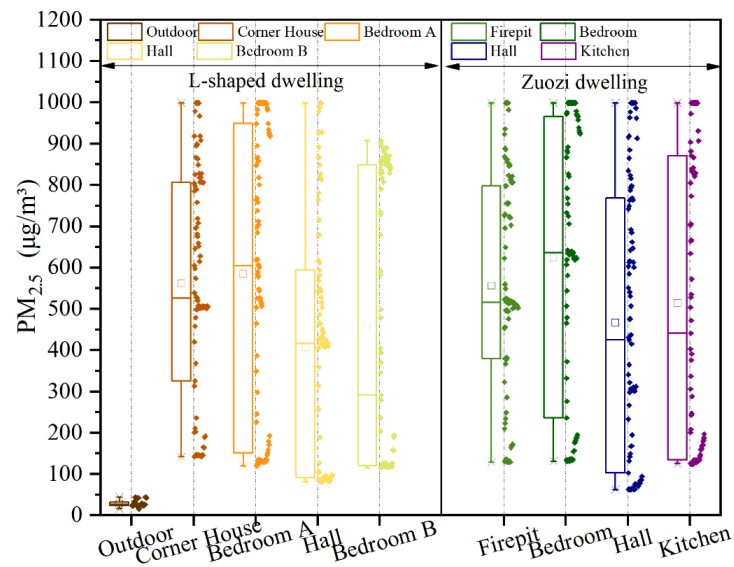 1200
1100
1000
900
800
700
600
500
400
300
200
100
0
PM2.5 (μg/m³)
Outdoor Corner House Bedroom A
Hall Bedroom B
L-shaped dwelling
Firepit Bedroom
Hall Kitchen
Zuozi dwelling
Outdoor
Corner House
Bedroom A
Hall
Bedroom B
Firepit
Bedroom
Hall
Kitchen